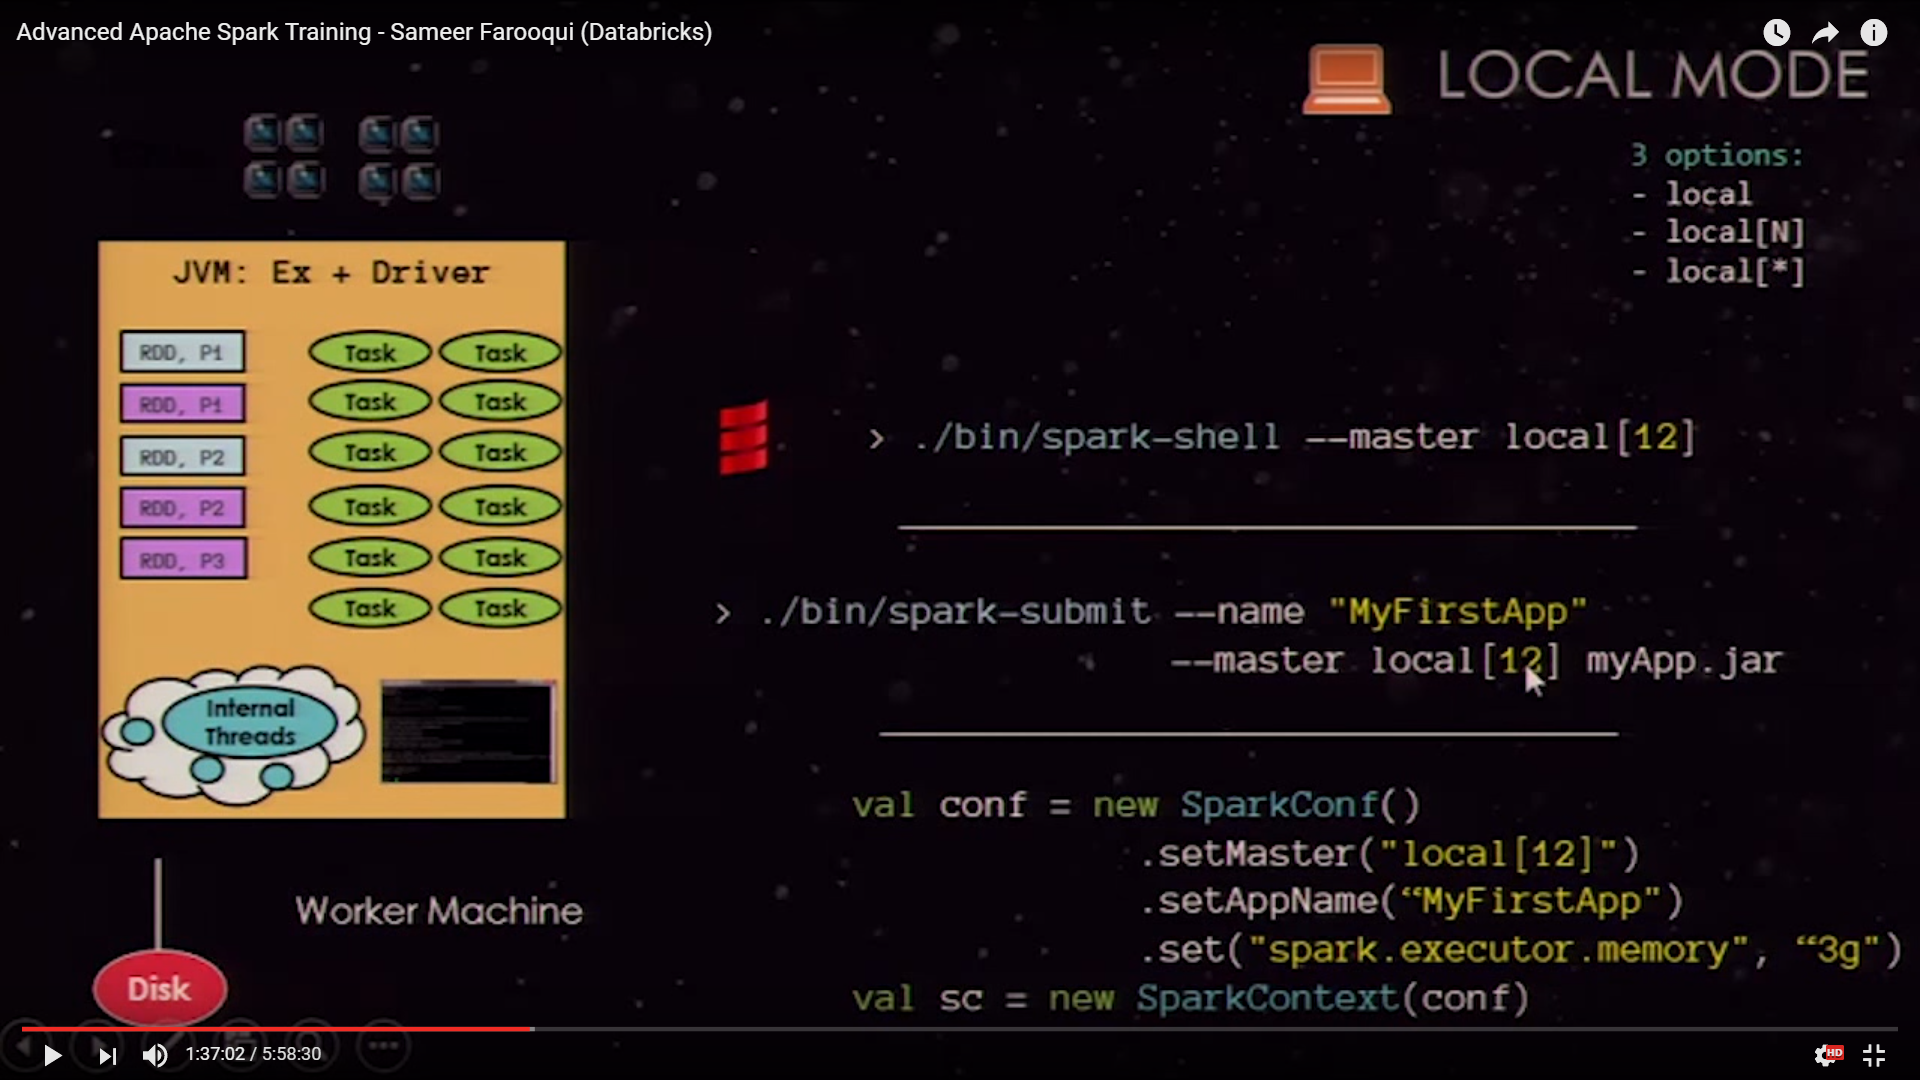 Advanced Apache Spark Training - Sameer Farooqui (Databricks)
LOCAL MODE
3 options:
- local
- local[N]
- local[*]
JVM: Ex + Driver
RDD, P1
RDD, P1
RDD, P2
RDD, P2
RDD, P3
Task Task
Task Task
Task Task
Task Task
Task Task
Task Task
Internal
Threads
Worker Machine
Disk
> ./bin/spark-shell --master local[12]
> ./bin/spark-submit --name "MyFirstApp"
--master local[12] myApp.jar
val conf = new SparkConf()
.setMaster("local[12]")
.setAppName(“MyFirstApp")
.set("spark.executor.memory", “3g")
val sc = new SparkContext(conf)
1:37:02 / 5:58:30
HD